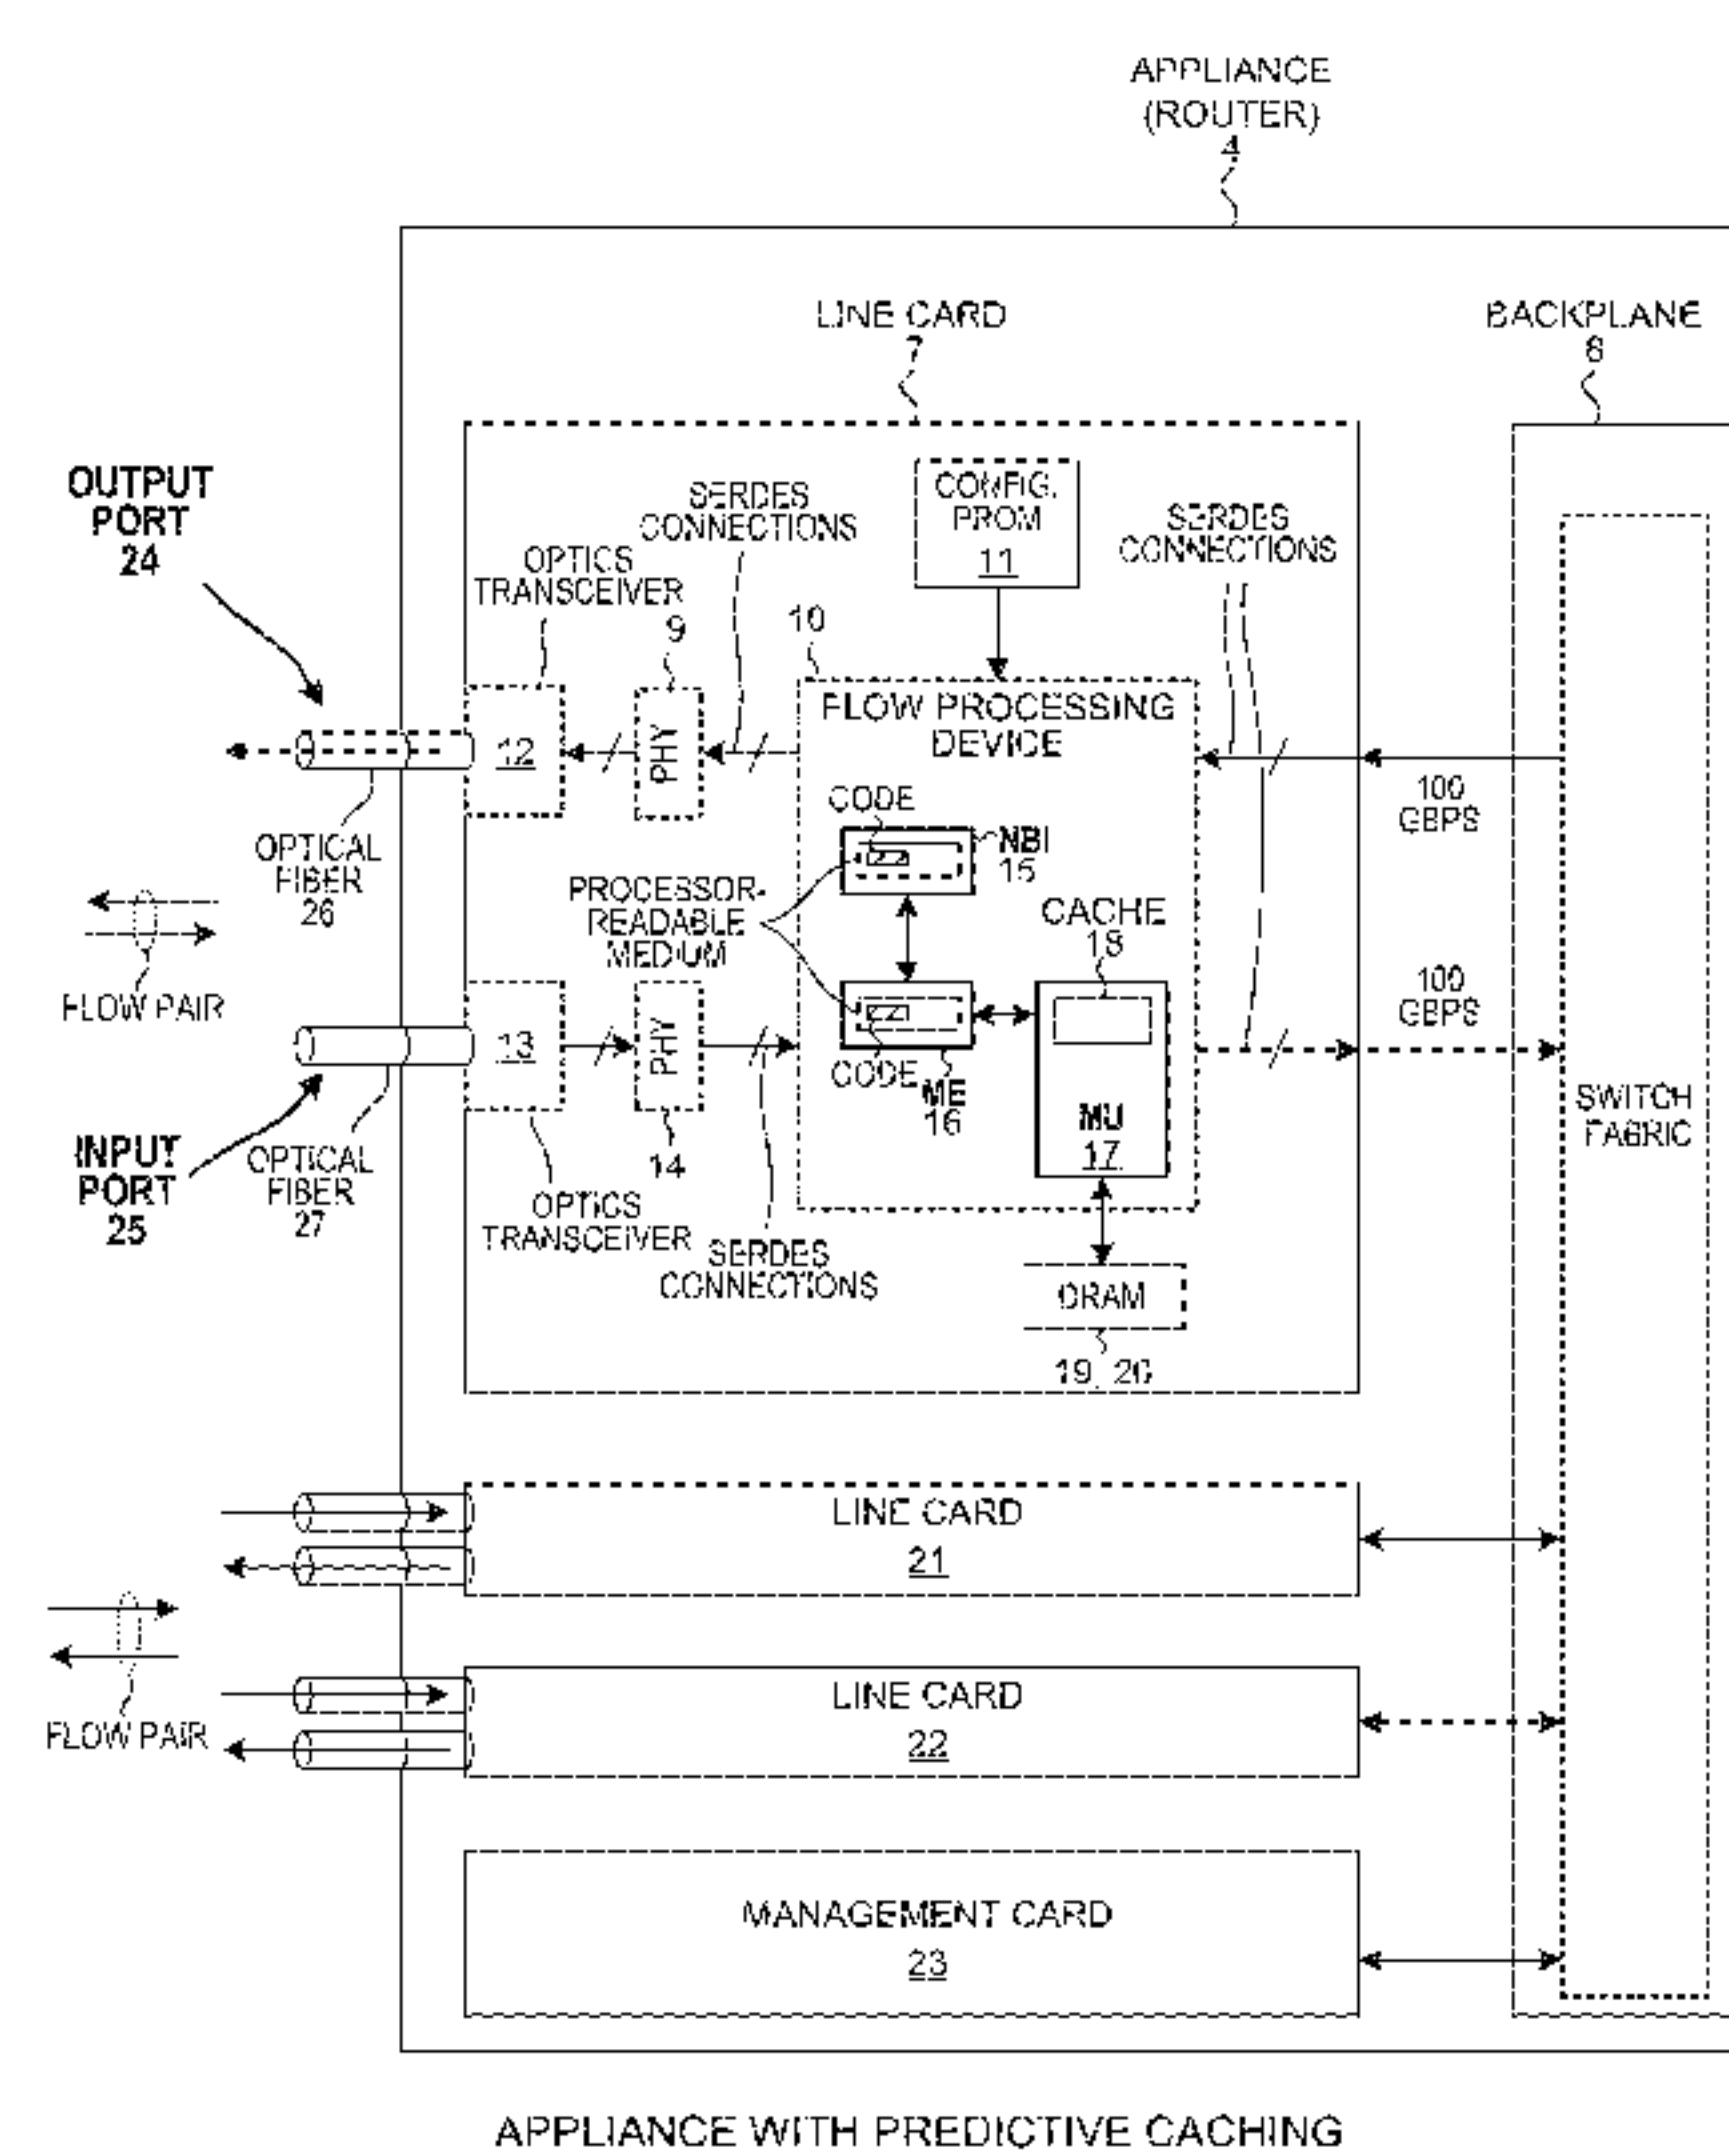 APPLIANCE
(ROUTER)
4
LINE CARD
7
BACKPLANE
8
OUTPUT
PORT
24
SERDES
CONNECTIONS
CONFIG.
PROM
11
SERDES
CONNECTIONS
OPTICS
TRANSCEIVER
9
10
FLOW PROCESSING
DEVICE
12
PHY
CODE
NBI
15
100
GBPS
OPTICAL
FIBER
26
PROCESSOR-
READABLE
MEDIUM
CACHE
18
FLOW PAIR
100
GBPS
13
PHY
CODE
ME
16
MU
17
SWITCH
FABRIC
INPUT
PORT
25
OPTICAL
FIBER
27
14
OPTICS
TRANSCEIVER
SERDES
CONNECTIONS
DRAM
19, 20
LINE CARD
21
LINE CARD
22
FLOW PAIR
MANAGEMENT CARD
23
APPLIANCE WITH PREDICTIVE CACHING